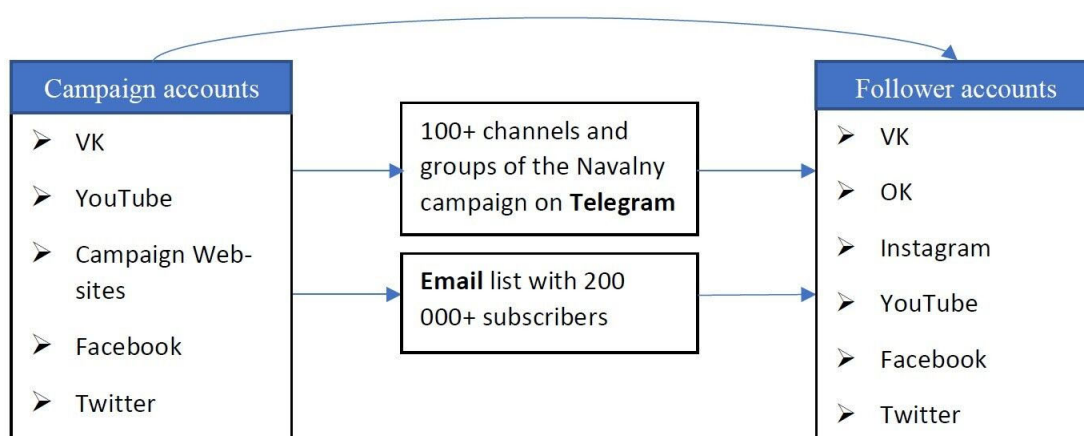 Campaign accounts
➢ VK
➢ YouTube
➢ Campaign Web-
sites
➢ Facebook
➢ Twitter
100+ channels and
groups of the Navalny
campaign on Telegram
Email list with 200
000+ subscribers
Follower accounts
➢ VK
➢ OK
➢ Instagram
➢ YouTube
➢ Facebook
➢ Twitter